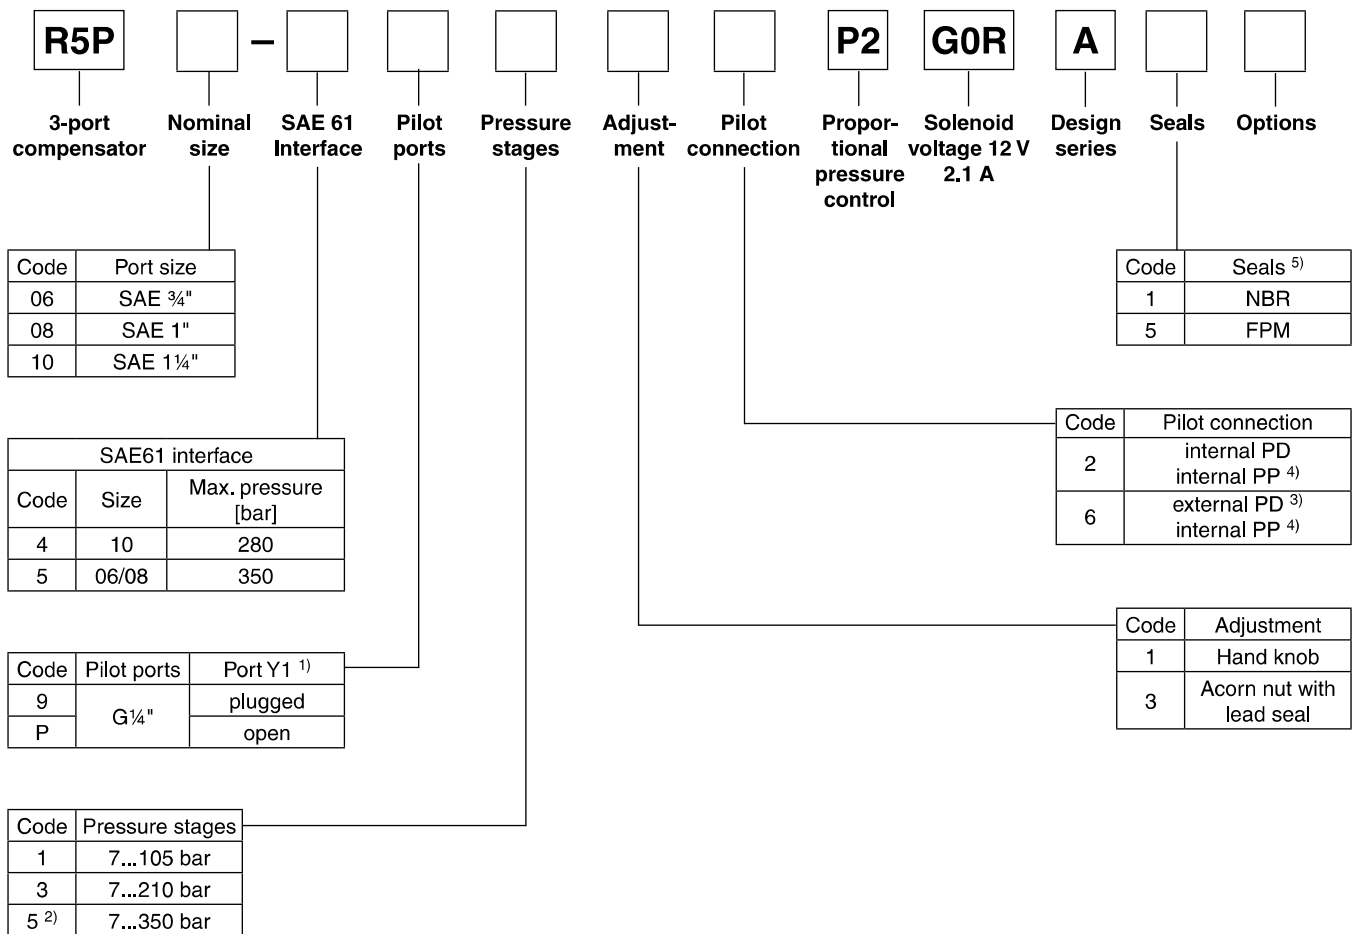 R5P – P2 G0R A
3-port compensator
Nominal size
SAE 61 Interface
Pilot ports
Pressure stages
Adjust-ment
Pilot connection
Propor-tional pressure control
Solenoid voltage 12 V 2.1 A
Design series
Seals
Options
Code Port size
06 SAE ¾"
08 SAE 1"
10 SAE 1¼"
Code Seals 5)
1 NBR
5 FPM
SAE61 interface
Code Size Max. pressure [bar]
4 10 280
5 06/08 350
Code Pilot connection
2 internal PD
internal PP 4)
6 external PD 3)
internal PP 4)
Code Pilot ports Port Y1 1)
9 G¼" plugged
P open
Code Adjustment
1 Hand knob
3 Acorn nut with
lead seal
Code Pressure stages
1 7...105 bar
3 7...210 bar
5 2) 7...350 bar